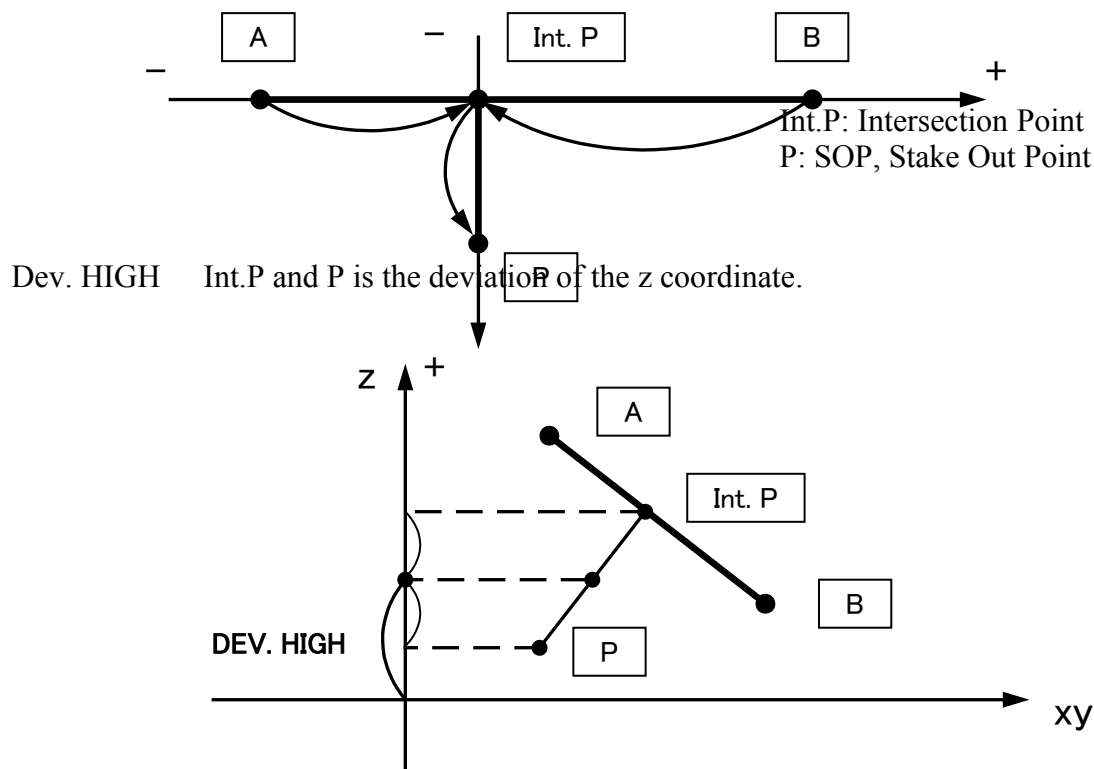 A
−
Int. P
B
−
+
Int.P: Intersection Point
P: SOP, Stake Out Point
P
Dev. HIGH Int.P and P is the deviation of the z coordinate.
z
+
A
Int. P
B
DEV. HIGH
P
xy